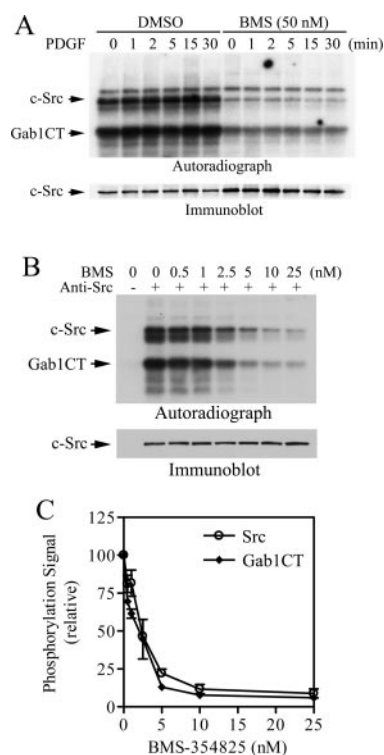 A
DMSO BMS (50 nM)
PDGF 0 1 2 5 15 30 0 1 2 5 15 30 (min)
c-Src
Gab1CT
Autoradiograph
c-Src
Immunoblot
B
BMS 0 0 0.5 1 2.5 5 10 25 (nM)
Anti-Src - + + + + + + +
c-Src
Gab1CT
Autoradiograph
c-Src
Immunoblot
C
Phosphorylation Signal
(relative)
125
100
75
50
25
0
Src
Gab1CT
0 5 10 15 20 25
BMS-354825 (nM)